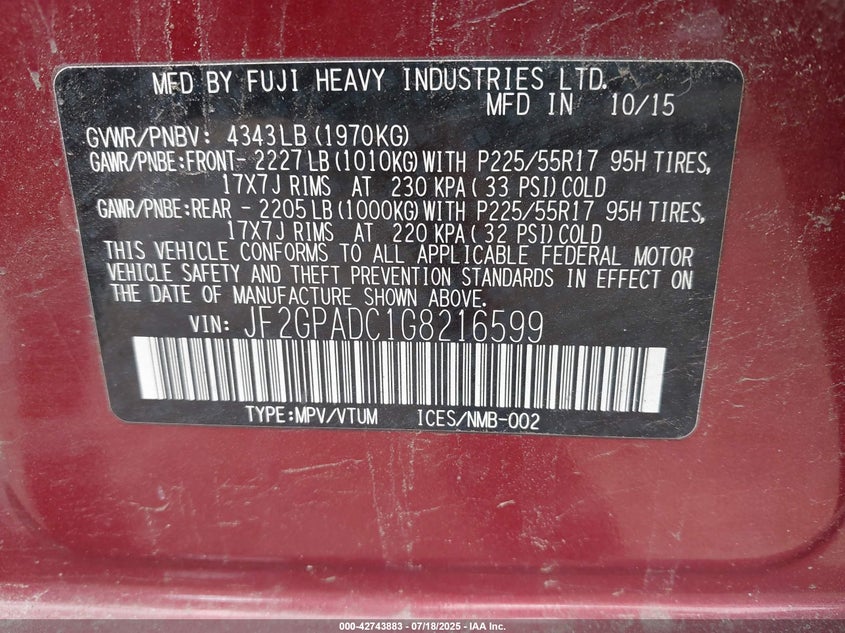 MFD BY FUJI HEAVY INDUSTRIES LTD.
MFD IN 10/15
GVWR/PNBV: 4343LB (1970KG)
GAWR/PNBE:FRONT- 2227LB (1010KG) WITH P225/55R17 95H TIRES,
17X7J RIMS AT 230 KPA ( 33 PSI) COLD
GAWR/PNBE:REAR - 2205LB (1000KG) WITH P225/55R17 95H TIRES,
17X7J RIMS AT 220 KPA ( 32 PSI) COLD
THIS VEHICLE CONFORMS TO ALL APPLICABLE FEDERAL MOTOR
VEHICLE SAFETY AND THEFT PREVENTION STANDARDS IN EFFECT ON
THE DATE OF MANUFACTURE SHOWN ABOVE.
VIN: JF2GPADC1G8216599
TYPE:MPV/VTUM ICES/NMB-002
000-42743883 - 07/18/2025 - IAA Inc.